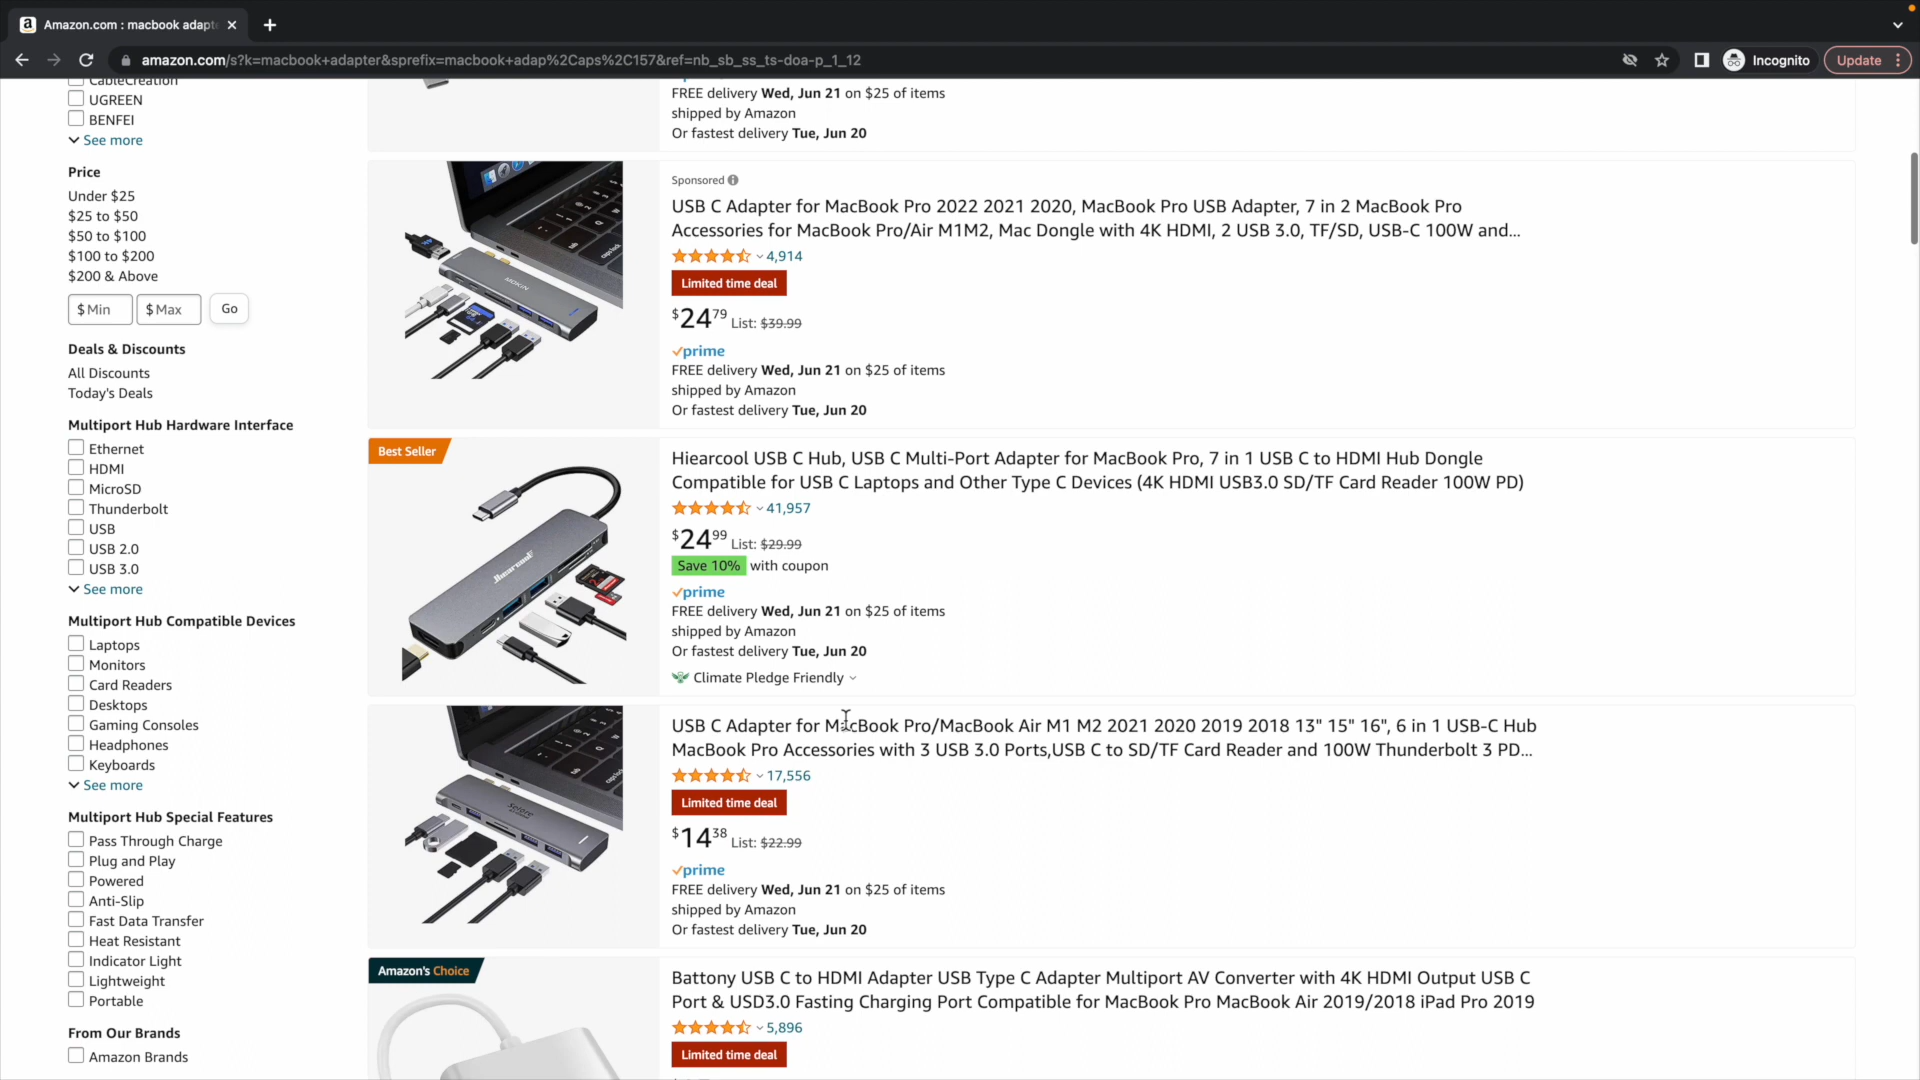 Amazon.com : macbook adapt
amazon.com/s?k=macbook+adapter&sprefix=macbook+adap%2Caps%2C157&ref=nb_sb_ss_ts-doa-p_1_12
Incognito
Update
CableCreation
UGREEN
BENFEI
See more
Price
Under $25
$25 to $50
$50 to $100
$100 to $200
$200 & Above
$ Min
$ Max
Go
Deals & Discounts
All Discounts
Today's Deals
Multiport Hub Hardware Interface
Ethernet
HDMI
MicroSD
Thunderbolt
USB
USB 2.0
USB 3.0
See more
Multiport Hub Compatible Devices
Laptops
Monitors
Card Readers
Desktops
Gaming Consoles
Headphones
Keyboards
See more
Multiport Hub Special Features
Pass Through Charge
Plug and Play
Powered
Anti-Slip
Fast Data Transfer
Heat Resistant
Indicator Light
Lightweight
Portable
From Our Brands
Amazon Brands
FREE delivery Wed, Jun 21 on $25 of items
shipped by Amazon
Or fastest delivery Tue, Jun 20
MOKiN
Sponsored
USB C Adapter for MacBook Pro 2022 2021 2020, MacBook Pro USB Adapter, 7 in 2 MacBook Pro
Accessories for MacBook Pro/Air M1M2, Mac Dongle with 4K HDMI, 2 USB 3.0, TF/SD, USB-C 100W and...
4,914
Limited time deal
$24 79 List: $39.99
prime
FREE delivery Wed, Jun 21 on $25 of items
shipped by Amazon
Or fastest delivery Tue, Jun 20
Best Seller
Hiearcool
Hiearcool USB C Hub, USB C Multi-Port Adapter for MacBook Pro, 7 in 1 USB C to HDMI Hub Dongle
Compatible for USB C Laptops and Other Type C Devices (4K HDMI USB3.0 SD/TF Card Reader 100W PD)
41,957
$24 99 List: $29.99
Save 10% with coupon
prime
FREE delivery Wed, Jun 21 on $25 of items
shipped by Amazon
Or fastest delivery Tue, Jun 20
Climate Pledge Friendly
Selore
USB C Adapter for MacBook Pro/MacBook Air M1 M2 2021 2020 2019 2018 13" 15" 16", 6 in 1 USB-C Hub
MacBook Pro Accessories with 3 USB 3.0 Ports,USB C to SD/TF Card Reader and 100W Thunderbolt 3 PD...
17,556
Limited time deal
$14 38 List: $22.99
prime
FREE delivery Wed, Jun 21 on $25 of items
shipped by Amazon
Or fastest delivery Tue, Jun 20
Amazon's Choice
Battony USB C to HDMI Adapter USB Type C Adapter Multiport AV Converter with 4K HDMI Output USB C
Port & USD3.0 Fasting Charging Port Compatible for MacBook Pro MacBook Air 2019/2018 iPad Pro 2019
5,896
Limited time deal